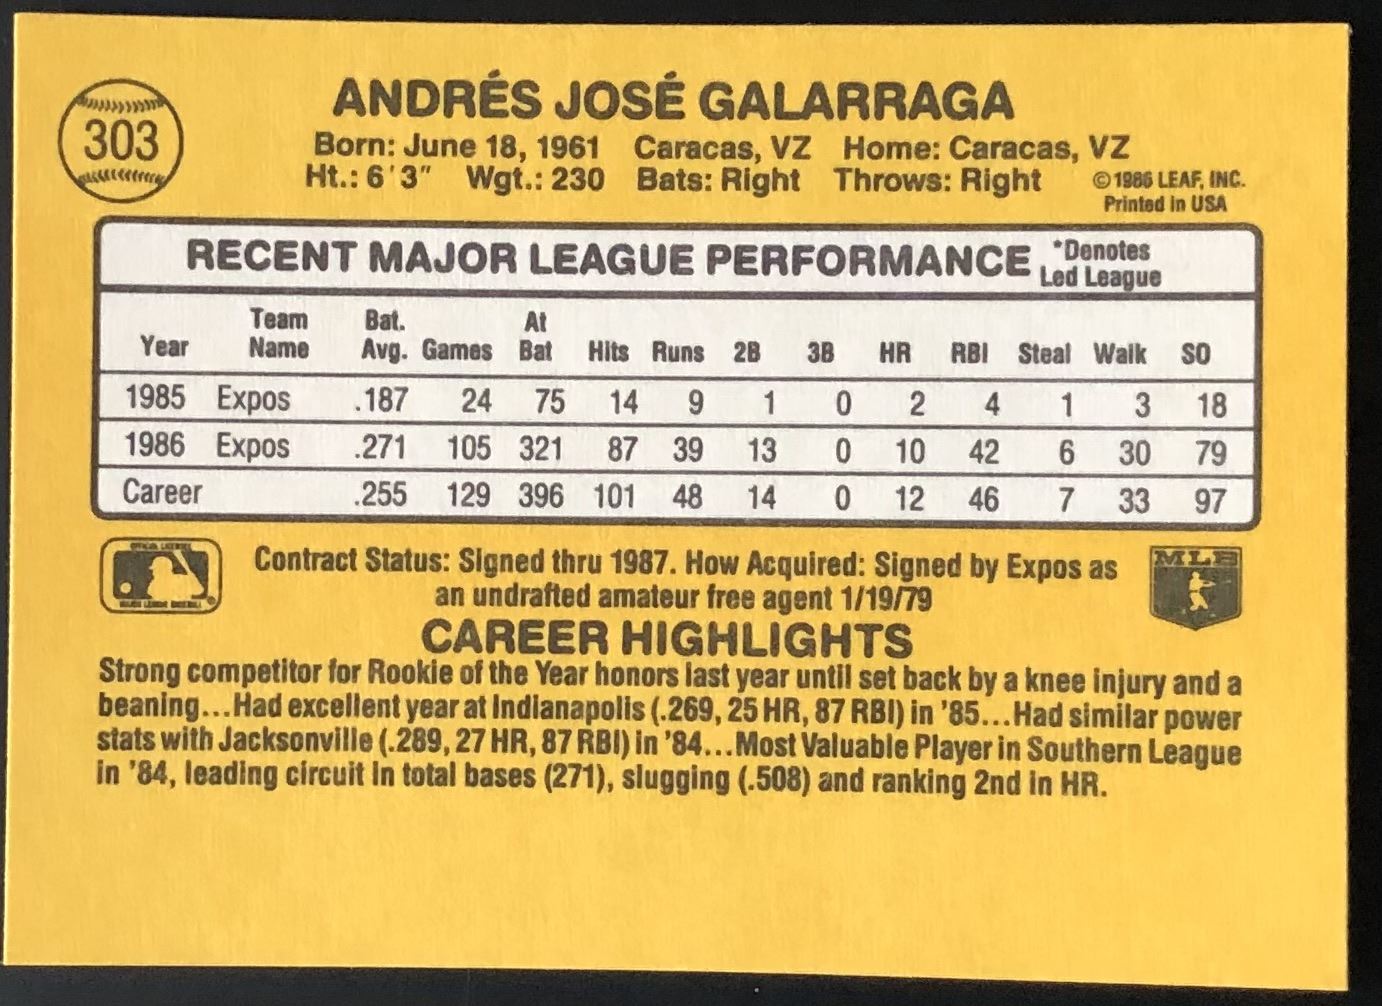 303
ANDRÉS JOSÉ GALARRAGA
Born: June 18, 1961 Caracas, VZ Home: Caracas, VZ
Ht.: 6'3" Wgt.: 230 Bats: Right Throws: Right
©1986 LEAF, INC.
Printed in USA
RECENT MAJOR LEAGUE PERFORMANCE *Denotes Led League
Year Team Name Bat. Avg. Games At Bat Hits Runs 2B 3B HR RBI Steal Walk SO
1985 Expos .187 24 75 14 9 1 0 2 4 1 3 18
1986 Expos .271 105 321 87 39 13 0 10 42 6 30 79
Career .255 129 396 101 48 14 0 12 46 7 33 97
Contract Status: Signed thru 1987. How Acquired: Signed by Expos as
an undrafted amateur free agent 1/19/79
MLB
CAREER HIGHLIGHTS
Strong competitor for Rookie of the Year honors last year until set back by a knee injury and a
beaning...Had excellent year at Indianapolis (.269, 25 HR, 87 RBI) in '85...Had similar power
stats with Jacksonville (.289, 27 HR, 87 RBI) in '84...Most Valuable Player in Southern League
in '84, leading circuit in total bases (271), slugging (.508) and ranking 2nd in HR.